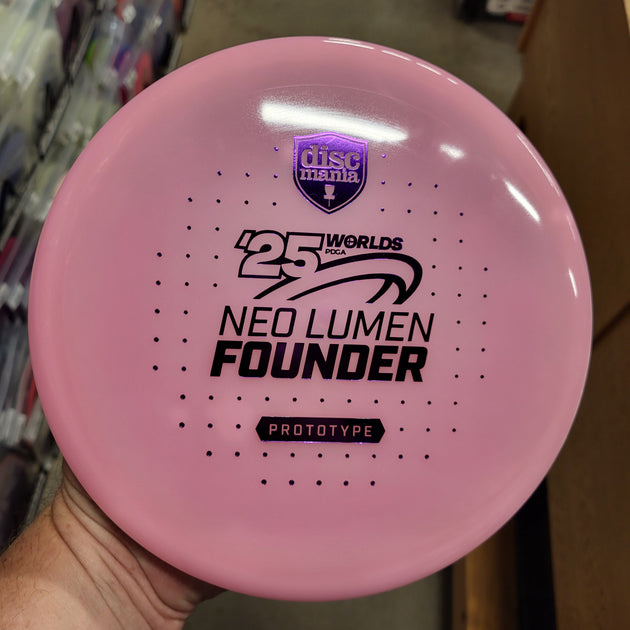 disc
mania
'25 WORLDS
PDGA
NEO LUMEN
FOUNDER
PROTOTYPE